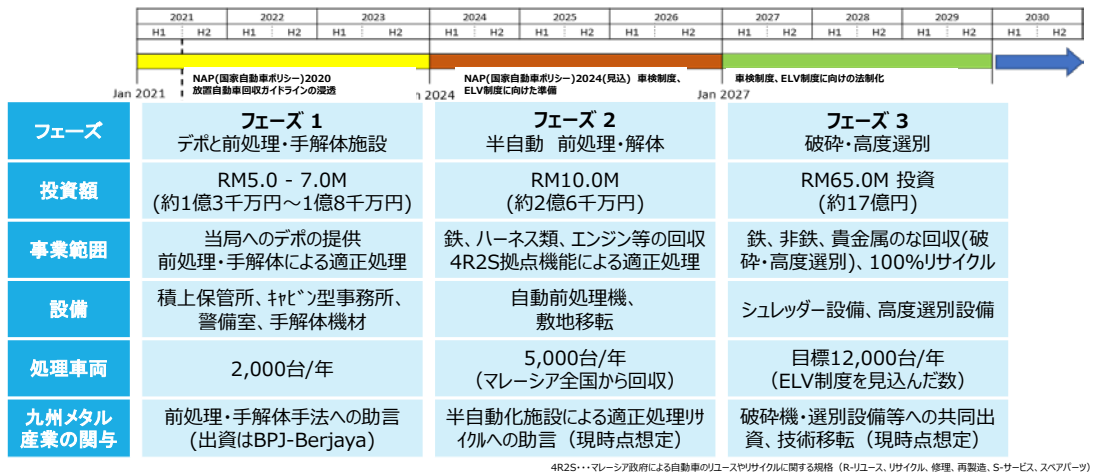 2021 2022 2023 2024 2025 2026 2027 2028 2029 2030
H1 H2 H1 H2 H1 H2 H1 H2 H1 H2 H1 H2 H1 H2 H1 H2 H1 H2 H1 H2
NAP(国家自動車ポリシー)2020
放置自動車回収ガイドラインの浸透
NAP(国家自動車ポリシー)2024(見込) 車検制度、
ELV制度に向けた準備
車検制度、ELV制度に向けの法制化
Jan 2021
n 2024
Jan 2027
フェーズ
フェーズ 1
デポと前処理・手解体施設
フェーズ 2
半自動 前処理・解体
フェーズ 3
破砕・高度選別
投資額
RM5.0 - 7.0M
(約1億3千万円～1億8千万円)
RM10.0M
(約2億6千万円)
RM65.0M 投資
(約17億円)
事業範囲
当局へのデポの提供
前処理・手解体による適正処理
鉄、ハーネス類、エンジン等の回収
4R2S拠点機能による適正処理
鉄、非鉄、貴金属のな回収(破
砕・高度選別)、100%リサイクル
設備
積上保管所、ｷｬﾋﾞﾝ型事務所、
警備室、手解体機材
自動前処理機、
敷地移転
シュレッダー設備、高度選別設備
処理車両
2,000台/年
5,000台/年
（マレーシア全国から回収）
目標12,000台/年
（ELV制度を見込んだ数）
九州メタル
産業の関与
前処理・手解体手法への助言
(出資はBPJ-Berjaya)
半自動化施設による適正処理ﾘｻ
ｲｸﾙへの助言（現時点想定）
破砕機・選別設備等への共同出
資、技術移転（現時点想定）
4R2S・・・マレーシア政府による自動車のリユースやリサイクルに関する規格（R-リユース、リサイクル、修理、再製造、S-サービス、スペアパーツ）